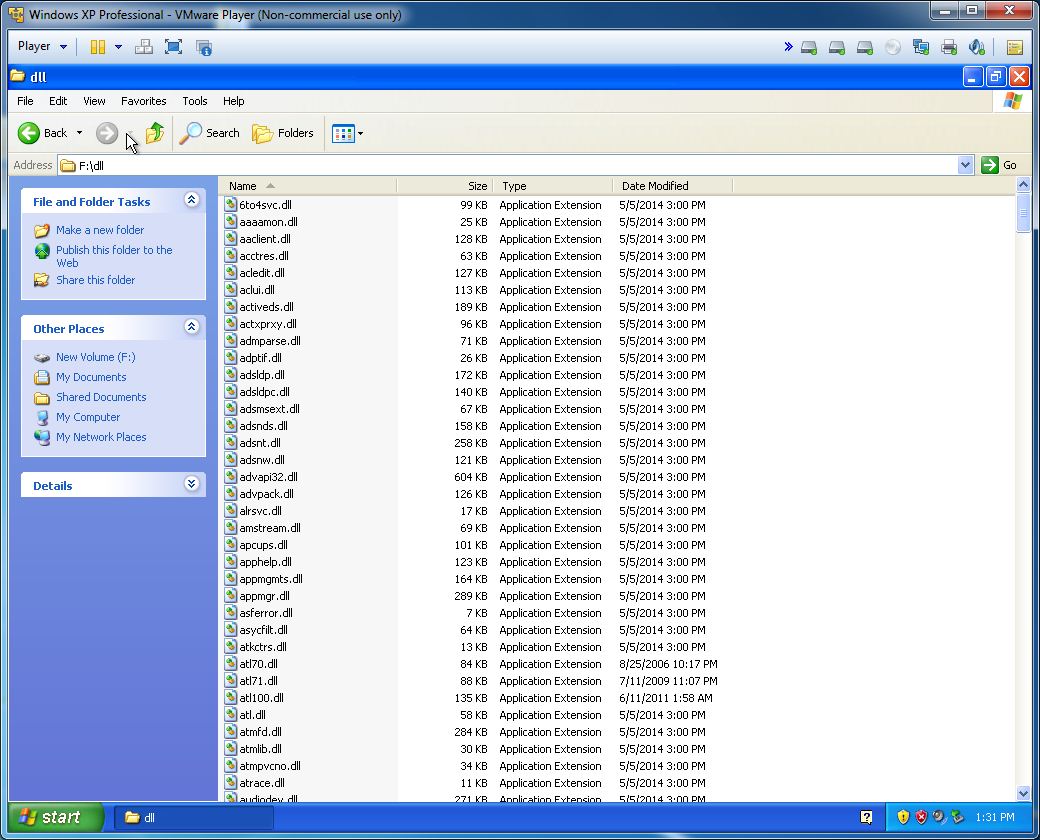 Windows XP Professional - VMware Player (Non-commercial use only)
Player
dll
File Edit View Favorites Tools Help
Back Search Folders
Address F:\dll Go
File and Folder Tasks
Make a new folder
Publish this folder to the
Web
Share this folder
Other Places
New Volume (F:)
My Documents
Shared Documents
My Computer
My Network Places
Details
Name Size Type Date Modified
6to4svc.dll 99 KB Application Extension 5/5/2014 3:00 PM
aaaamon.dll 25 KB Application Extension 5/5/2014 3:00 PM
aaclient.dll 128 KB Application Extension 5/5/2014 3:00 PM
acctres.dll 63 KB Application Extension 5/5/2014 3:00 PM
acledit.dll 127 KB Application Extension 5/5/2014 3:00 PM
aclui.dll 113 KB Application Extension 5/5/2014 3:00 PM
activeds.dll 189 KB Application Extension 5/5/2014 3:00 PM
actxprxy.dll 96 KB Application Extension 5/5/2014 3:00 PM
admparse.dll 71 KB Application Extension 5/5/2014 3:00 PM
adptif.dll 26 KB Application Extension 5/5/2014 3:00 PM
adsldp.dll 172 KB Application Extension 5/5/2014 3:00 PM
adsldpc.dll 140 KB Application Extension 5/5/2014 3:00 PM
adsmsext.dll 67 KB Application Extension 5/5/2014 3:00 PM
adsnds.dll 158 KB Application Extension 5/5/2014 3:00 PM
adsnt.dll 258 KB Application Extension 5/5/2014 3:00 PM
adsnw.dll 121 KB Application Extension 5/5/2014 3:00 PM
advapi32.dll 604 KB Application Extension 5/5/2014 3:00 PM
advpack.dll 126 KB Application Extension 5/5/2014 3:00 PM
alrsvc.dll 17 KB Application Extension 5/5/2014 3:00 PM
amstream.dll 69 KB Application Extension 5/5/2014 3:00 PM
apcups.dll 101 KB Application Extension 5/5/2014 3:00 PM
apphelp.dll 123 KB Application Extension 5/5/2014 3:00 PM
appmgmts.dll 164 KB Application Extension 5/5/2014 3:00 PM
appmgr.dll 289 KB Application Extension 5/5/2014 3:00 PM
asferror.dll 7 KB Application Extension 5/5/2014 3:00 PM
asycfilt.dll 64 KB Application Extension 5/5/2014 3:00 PM
atkctrs.dll 13 KB Application Extension 5/5/2014 3:00 PM
atl70.dll 84 KB Application Extension 8/25/2006 10:17 PM
atl71.dll 88 KB Application Extension 7/11/2009 11:07 PM
atl100.dll 135 KB Application Extension 6/11/2011 1:58 AM
atl.dll 58 KB Application Extension 5/5/2014 3:00 PM
atmfd.dll 284 KB Application Extension 5/5/2014 3:00 PM
atmlib.dll 30 KB Application Extension 5/5/2014 3:00 PM
atmpvcno.dll 34 KB Application Extension 5/5/2014 3:00 PM
atrace.dll 11 KB Application Extension 5/5/2014 3:00 PM
audiodev.dll 271 KB Application Extension 5/5/2014 3:00 PM
start dll 1:31 PM